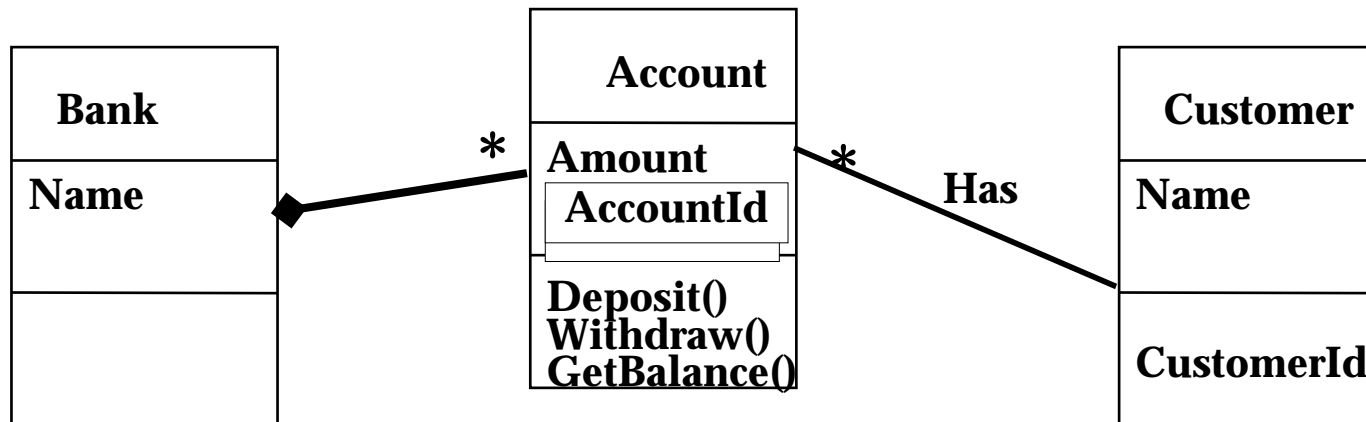 Bank
Name
*
Account
Amount
AccountId
Deposit()
Withdraw()
GetBalance()
*
Has
Customer
Name
CustomerId